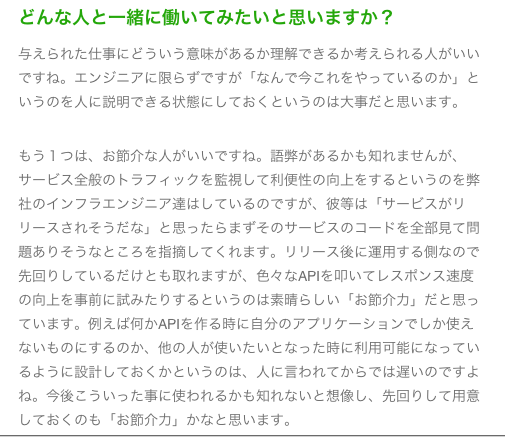 どんな人と一緒に働いてみたいと思いますか？
与えられた仕事にどういう意味があるか理解できるか考えられる人がいい
ですね。エンジニアに限らずですが「なんで今これをやっているのか」と
いうのを人に説明できる状態にしておくというのは大事だと思います。
もう１つは、お節介な人がいいですね。語弊があるかも知れませんが、
サービス全般のトラフィックを監視して利便性の向上をするというのを弊
社のインフラエンジニア達はしているのですが、彼等は「サービスがリ
リースされそうだな」と思ったらまずそのサービスのコードを全部見て問
題ありそうなところを指摘してくれます。リリース後に運用する側なので
先回りしているだけとも取れますが、色々なAPIを叩いてレスポンス速度
の向上を事前に試みたりするというのは素晴らしい「お節介力」だと思っ
ています。例えば何かAPIを作る時に自分のアプリケーションでしか使え
ないものにするのか、他の人が使いたいとなった時に利用可能になってい
るように設計しておくかというのは、人に言われてからでは遅いのですよ
ね。今後こういった事に使われるかも知れないと想像し、先回りして用意
しておくのも「お節介力」かなと思います。